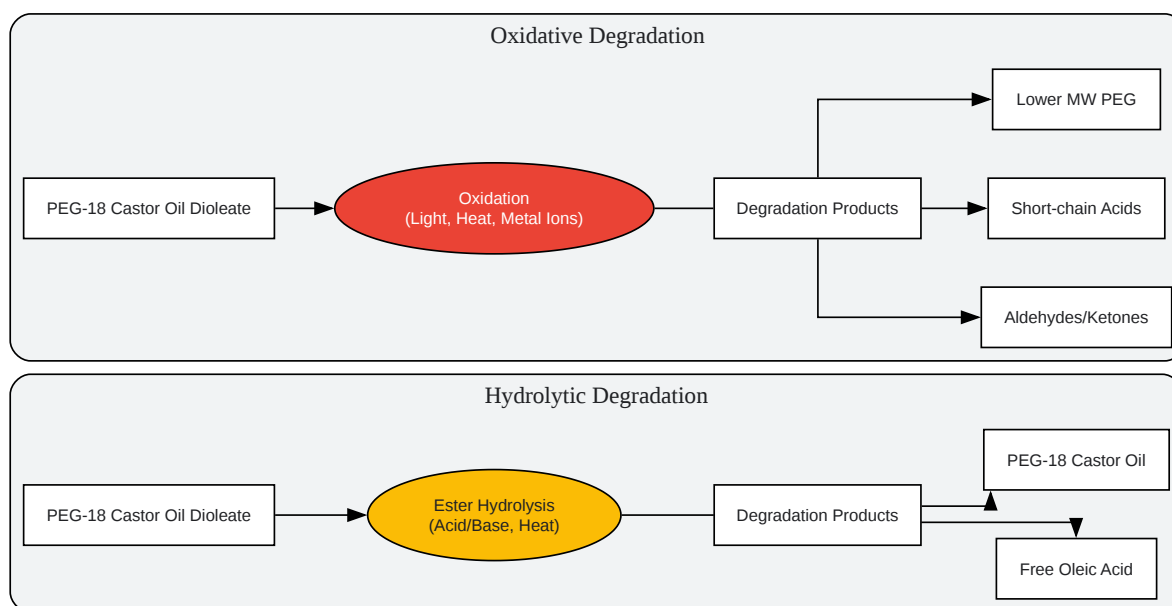 Oxidative Degradation
Lower MW PEG
PEG-18 Castor Oil Dioleate
Oxidation
(Light, Heat, Metal Ions)
Degradation Products
Short-chain Acids
Aldehydes/Ketones
Hydrolytic Degradation
PEG-18 Castor Oil
PEG-18 Castor Oil Dioleate
Ester Hydrolysis
(Acid/Base, Heat)
Degradation Products
Free Oleic Acid